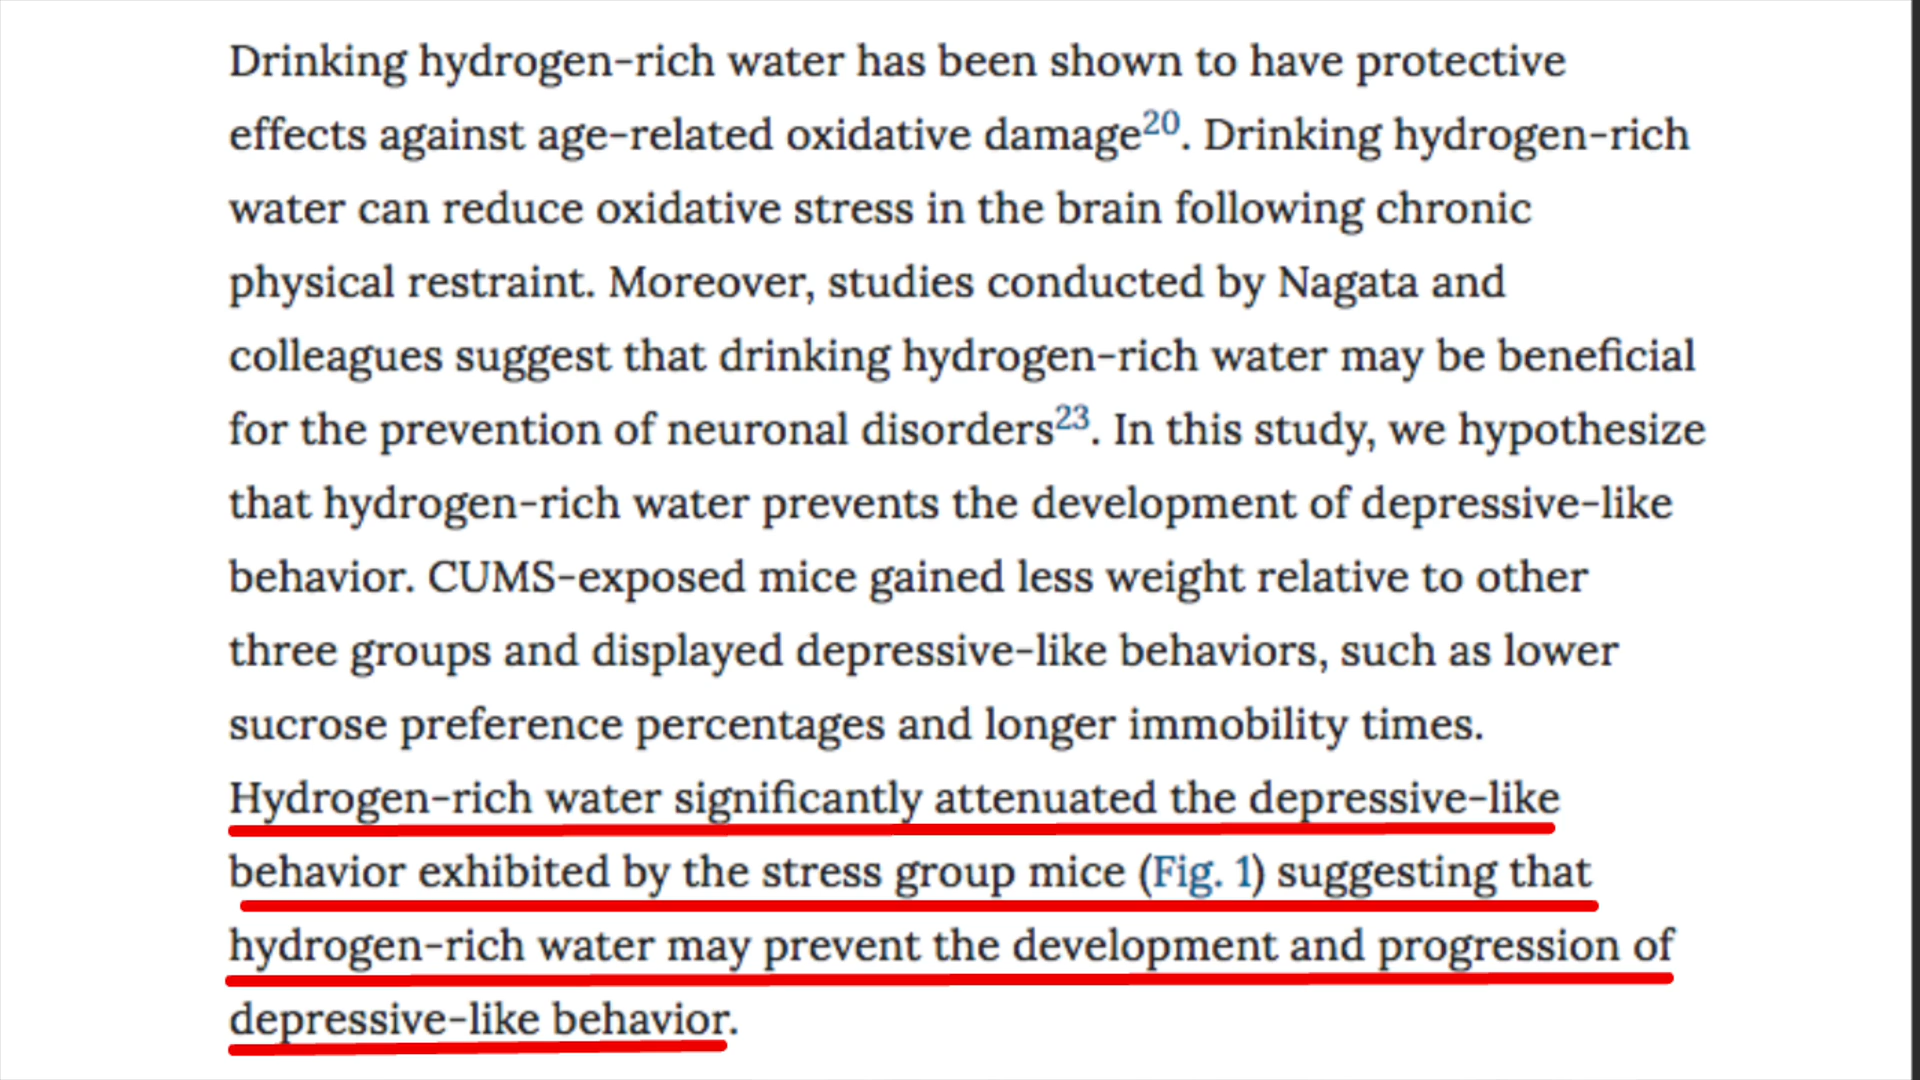 Drinking hydrogen-rich water has been shown to have protective
effects against age-related oxidative damage20. Drinking hydrogen-rich
water can reduce oxidative stress in the brain following chronic
physical restraint. Moreover, studies conducted by Nagata and
colleagues suggest that drinking hydrogen-rich water may be beneficial
for the prevention of neuronal disorders23. In this study, we hypothesize
that hydrogen-rich water prevents the development of depressive-like
behavior. CUMS-exposed mice gained less weight relative to other
three groups and displayed depressive-like behaviors, such as lower
sucrose preference percentages and longer immobility times.
Hydrogen-rich water significantly attenuated the depressive-like
behavior exhibited by the stress group mice (Fig. 1) suggesting that
hydrogen-rich water may prevent the development and progression of
depressive-like behavior.